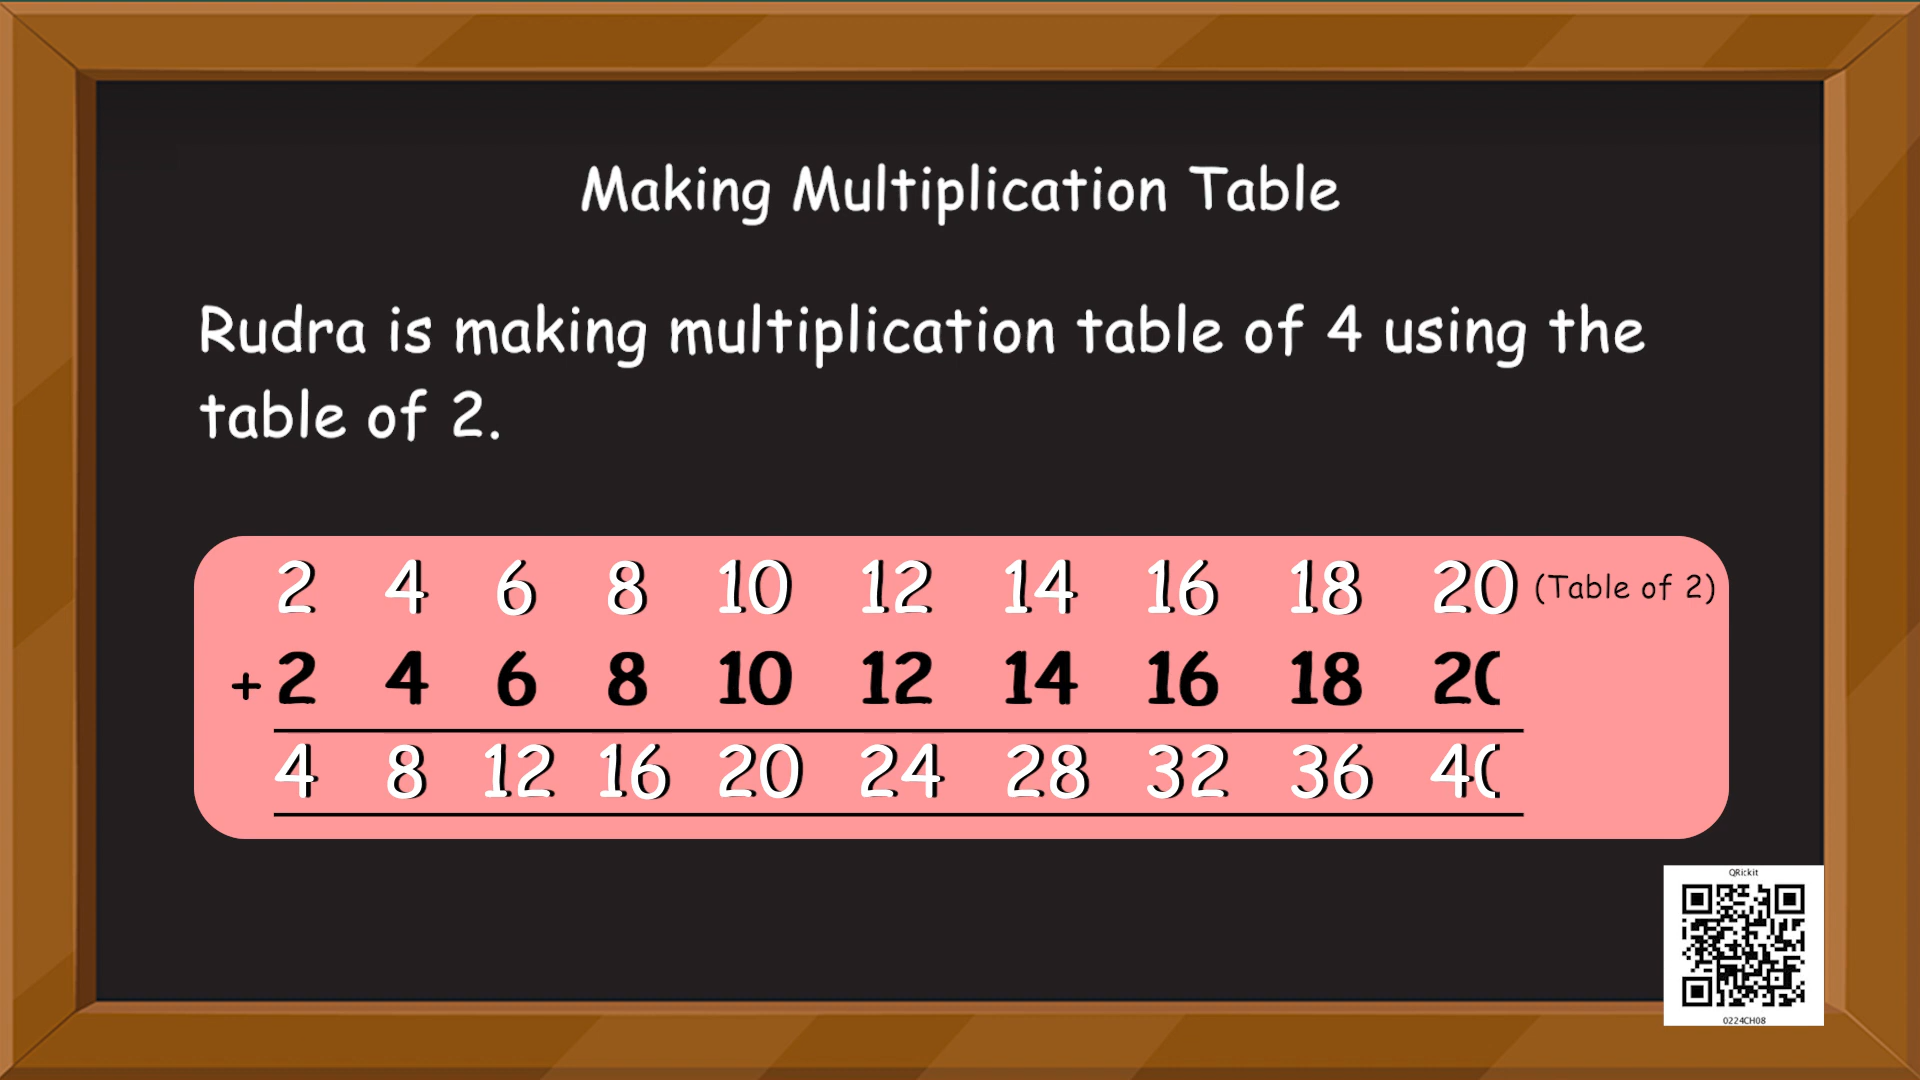 Making Multiplication Table
Rudra is making multiplication table of 4 using the
table of 2.
2 4 6 8 10 12 14 16 18 20 (Table of 2)
+ 2 4 6 8 10 12 14 16 18 20
4 8 12 16 20 24 28 32 36 40
QRickit
0224CH08